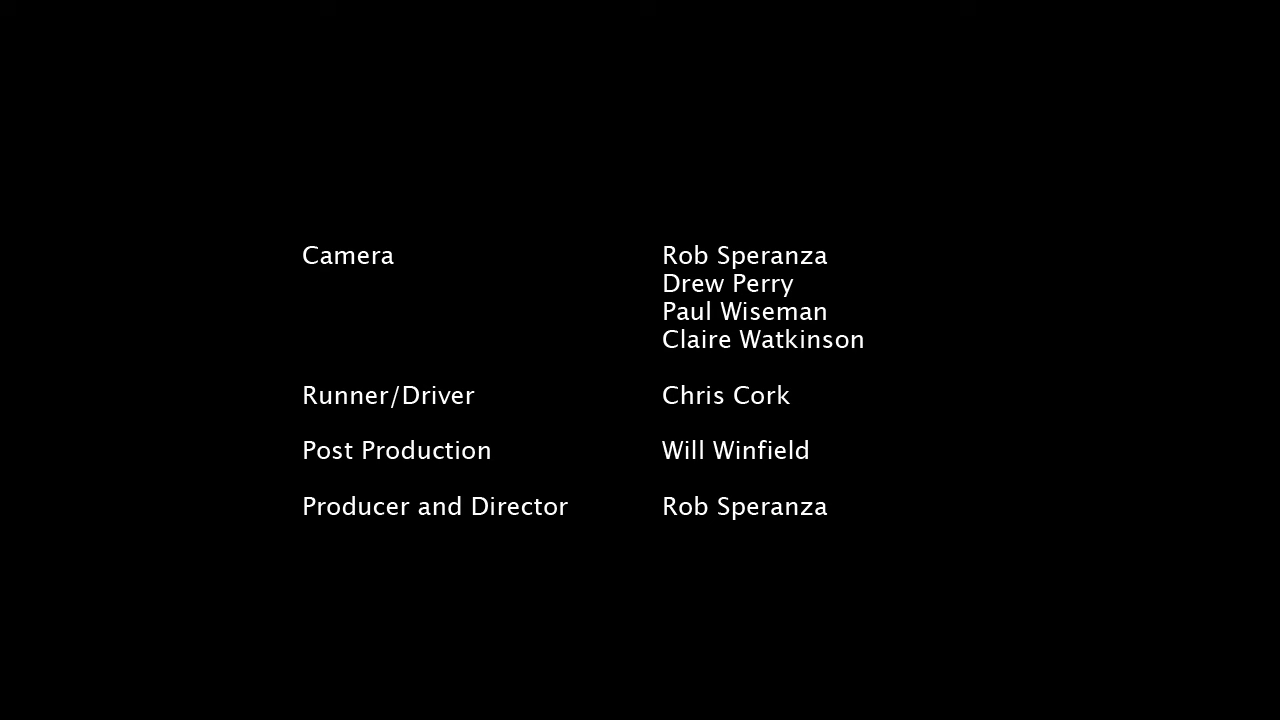 Camera Rob Speranza
Drew Perry
Paul Wiseman
Claire Watkinson
Runner/Driver Chris Cork
Post Production Will Winfield
Producer and Director Rob Speranza